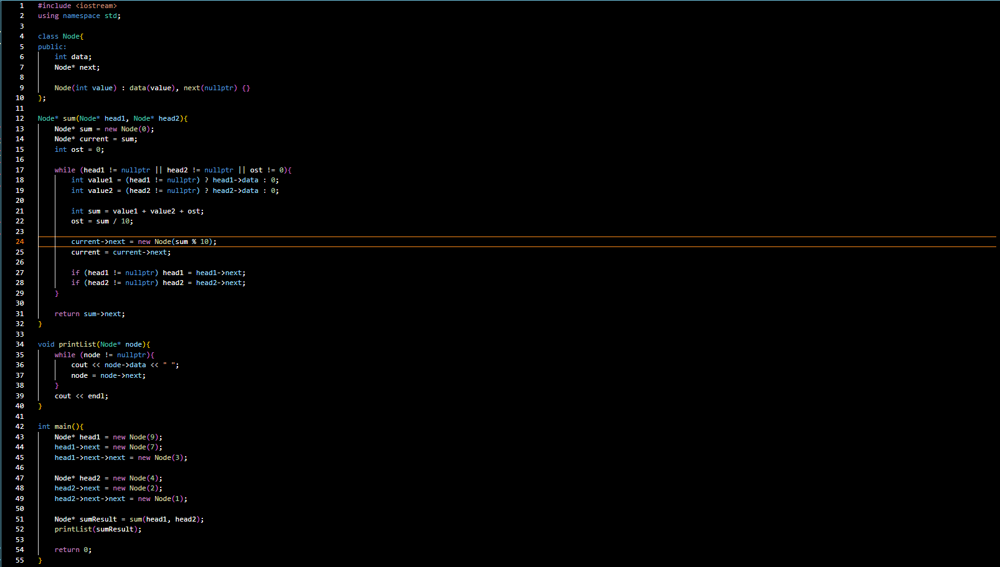 1 #include <iostream>
2 using namespace std;
3
4 class Node{
5 public:
6     int data;
7     Node* next;
8
9     Node(int value) : data(value), next(nullptr) {}
10 };
11
12 Node* sum(Node* head1, Node* head2){
13     Node* sum = new Node(0);
14     Node* current = sum;
15     int ost = 0;
16
17     while (head1 != nullptr || head2 != nullptr || ost != 0){
18         int value1 = (head1 != nullptr) ? head1->data : 0;
19         int value2 = (head2 != nullptr) ? head2->data : 0;
20
21         int sum = value1 + value2 + ost;
22         ost = sum / 10;
23
24         current->next = new Node(sum % 10);
25         current = current->next;
26
27         if (head1 != nullptr) head1 = head1->next;
28         if (head2 != nullptr) head2 = head2->next;
29     }
30
31     return sum->next;
32 }
33
34 void printList(Node* node){
35     while (node != nullptr){
36         cout << node->data << " ";
37         node = node->next;
38     }
39     cout << endl;
40 }
41
42 int main(){
43     Node* head1 = new Node(9);
44     head1->next = new Node(7);
45     head1->next->next = new Node(3);
46
47     Node* head2 = new Node(4);
48     head2->next = new Node(2);
49     head2->next->next = new Node(1);
50
51     Node* sumResult = sum(head1, head2);
52     printList(sumResult);
53
54     return 0;
55 }